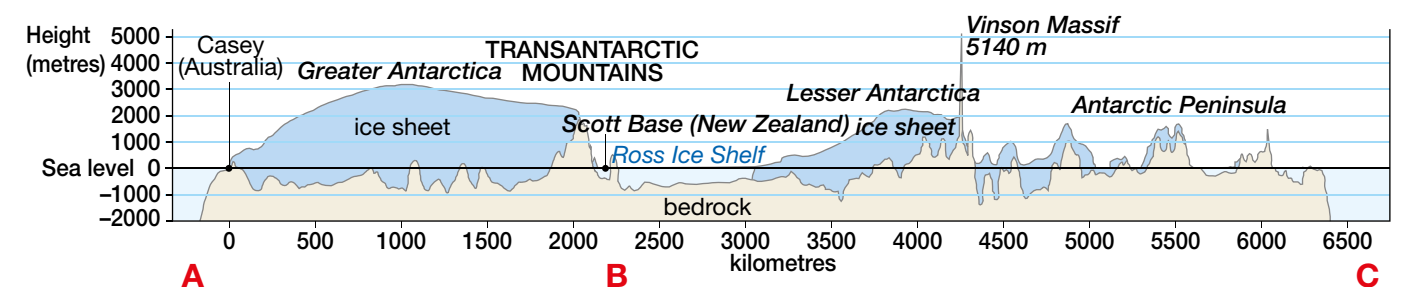 Height
(metres)
5000
4000
3000
2000
1000
Sea level 0
−1000
−2000
Casey
(Australia)
Greater Antarctica
TRANSANTARCTIC
MOUNTAINS
Vinson Massif
5140 m
Lesser Antarctica
Antarctic Peninsula
ice sheet
Scott Base (New Zealand)
ice sheet
Ross Ice Shelf
bedrock
0 500 1000 1500 2000 2500 3000 3500 4000 4500 5000 5500 6000 6500
kilometres
A B C